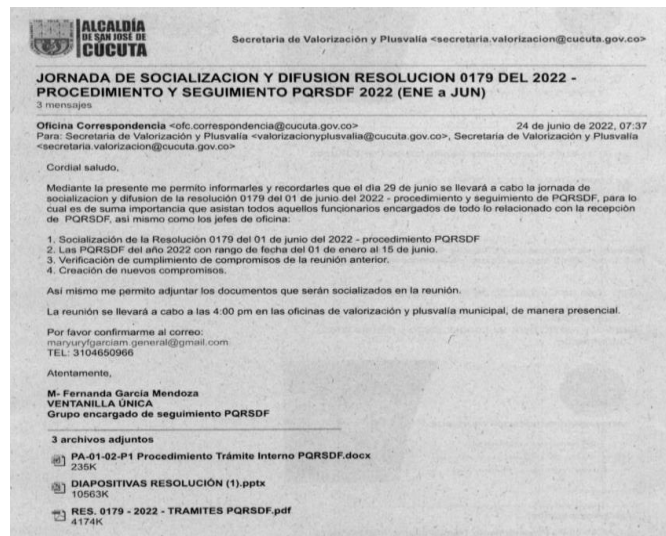 ALCALDÍA
DE SAN JOSÉ DE
CÚCUTA
Secretaria de Valorización y Plusvalía <secretaria.valorizacion@cucuta.gov.co>
JORNADA DE SOCIALIZACION Y DIFUSION RESOLUCION 0179 DEL 2022 -
PROCEDIMIENTO Y SEGUIMIENTO PQRSDF 2022 (ENE a JUN)
3 mensajes
Oficina Correspondencia <ofc.correspondencia@cucuta.gov.co> 24 de junio de 2022, 07:37
Para: Secretaria de Valorización y Plusvalía <valorizacionyplusvalia@cucuta.gov.co>, Secretaria de Valorización y Plusvalía
<secretaria.valorizacion@cucuta.gov.co>
Cordial saludo,
Mediante la presente me permito informarles y recordarles que el día 29 de junio se llevará a cabo la jornada de
socializacion y difusion de la resolución 0179 del 01 de junio del 2022 - procedimiento y seguimiento de PQRSDF, para lo
cual es de suma importancia que asistan todos aquellos funcionarios encargados de todo lo relacionado con la recepción
de PQRSDF, asi mismo como los jefes de oficina:
1. Socialización de la Resolución 0179 del 01 de junio del 2022 - procedimiento PQRSDF
2. Las PQRSDF del año 2022 con rango de fecha del 01 de enero al 15 de junio.
3. Verificación de cumplimiento de compromisos de la reunión anterior.
4. Creación de nuevos compromisos.
Así mismo me permito adjuntar los documentos que serán socializados en la reunión.
La reunión se llevará a cabo a las 4:00 pm en las oficinas de valorización y plusvalía municipal, de manera presencial.
Por favor confirmarme al correo:
maryuryfgarciam.general@gmail.com
TEL: 3104650966
Atentamente,
M- Fernanda García Mendoza
VENTANILLA ÚNICA
Grupo encargado de seguimiento PQRSDF
3 archivos adjuntos
PA-01-02-P1 Procedimiento Trámite Interno PQRSDF.docx
235K
DIAPOSITIVAS RESOLUCIÓN (1).pptx
10563K
RES. 0179 - 2022 - TRAMITES PQRSDF.pdf
4174K